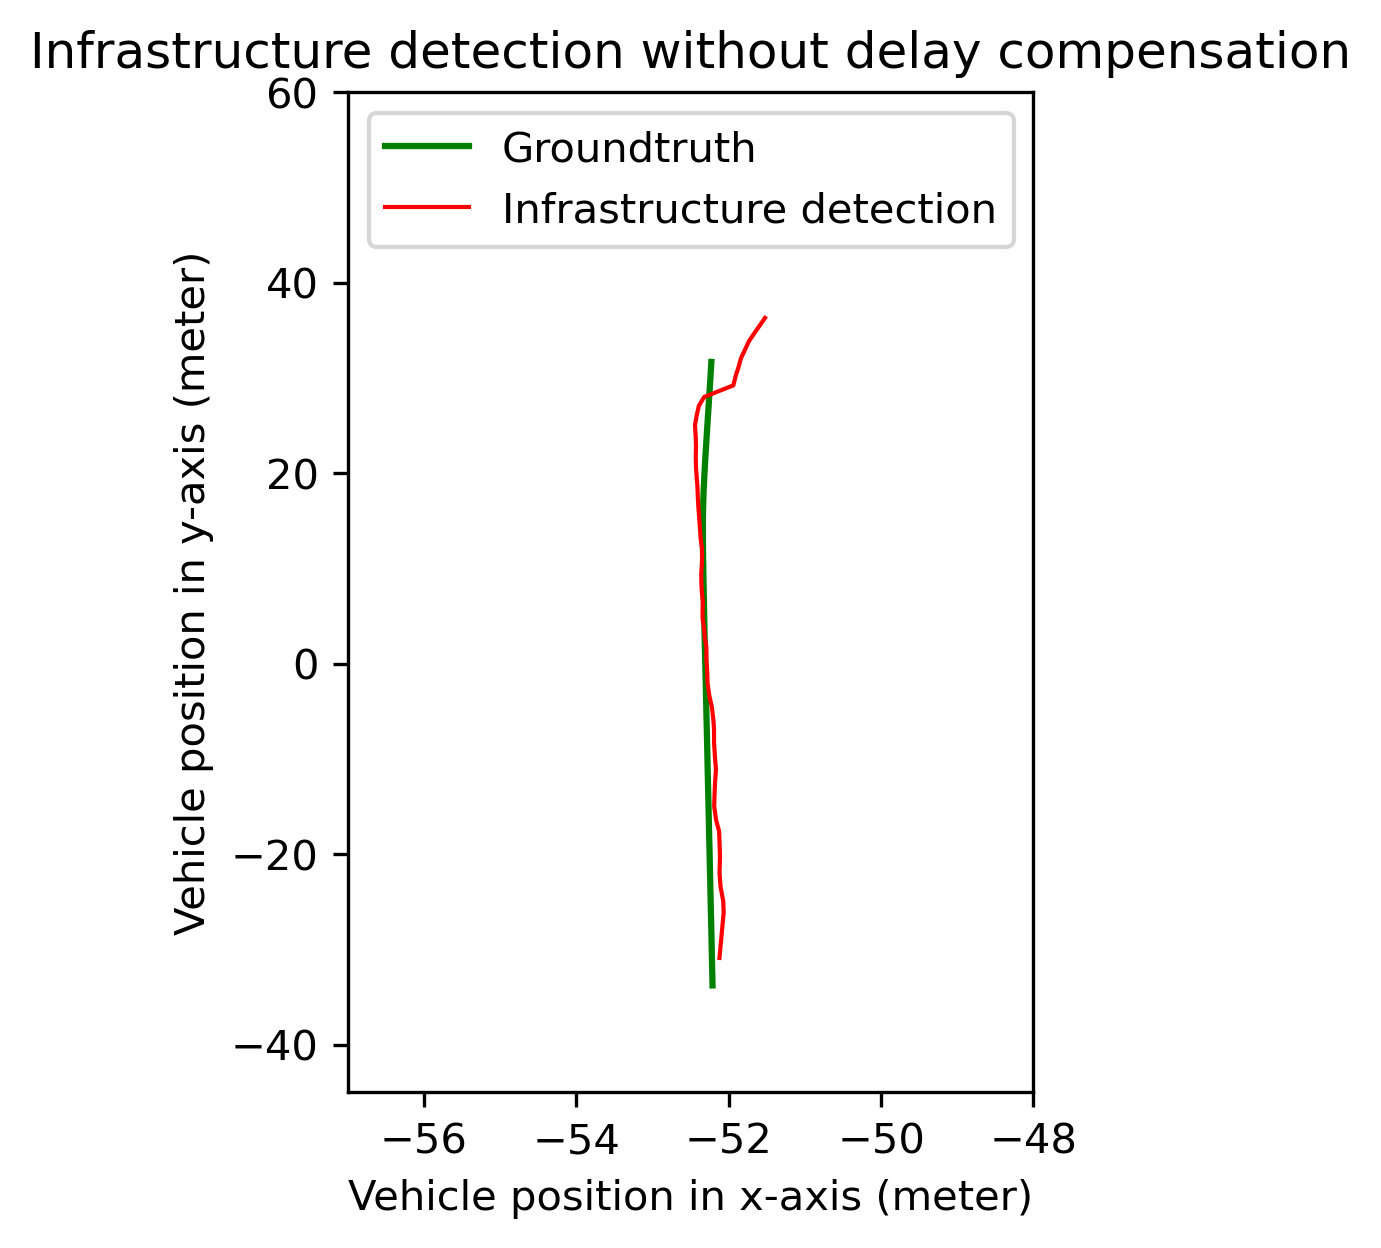 Infrastructure detection without delay compensation
60
Groundtruth
Infrastructure detection
40
20
0
−20
−40
Vehicle position in y-axis (meter)
−56 −54 −52 −50 −48
Vehicle position in x-axis (meter)